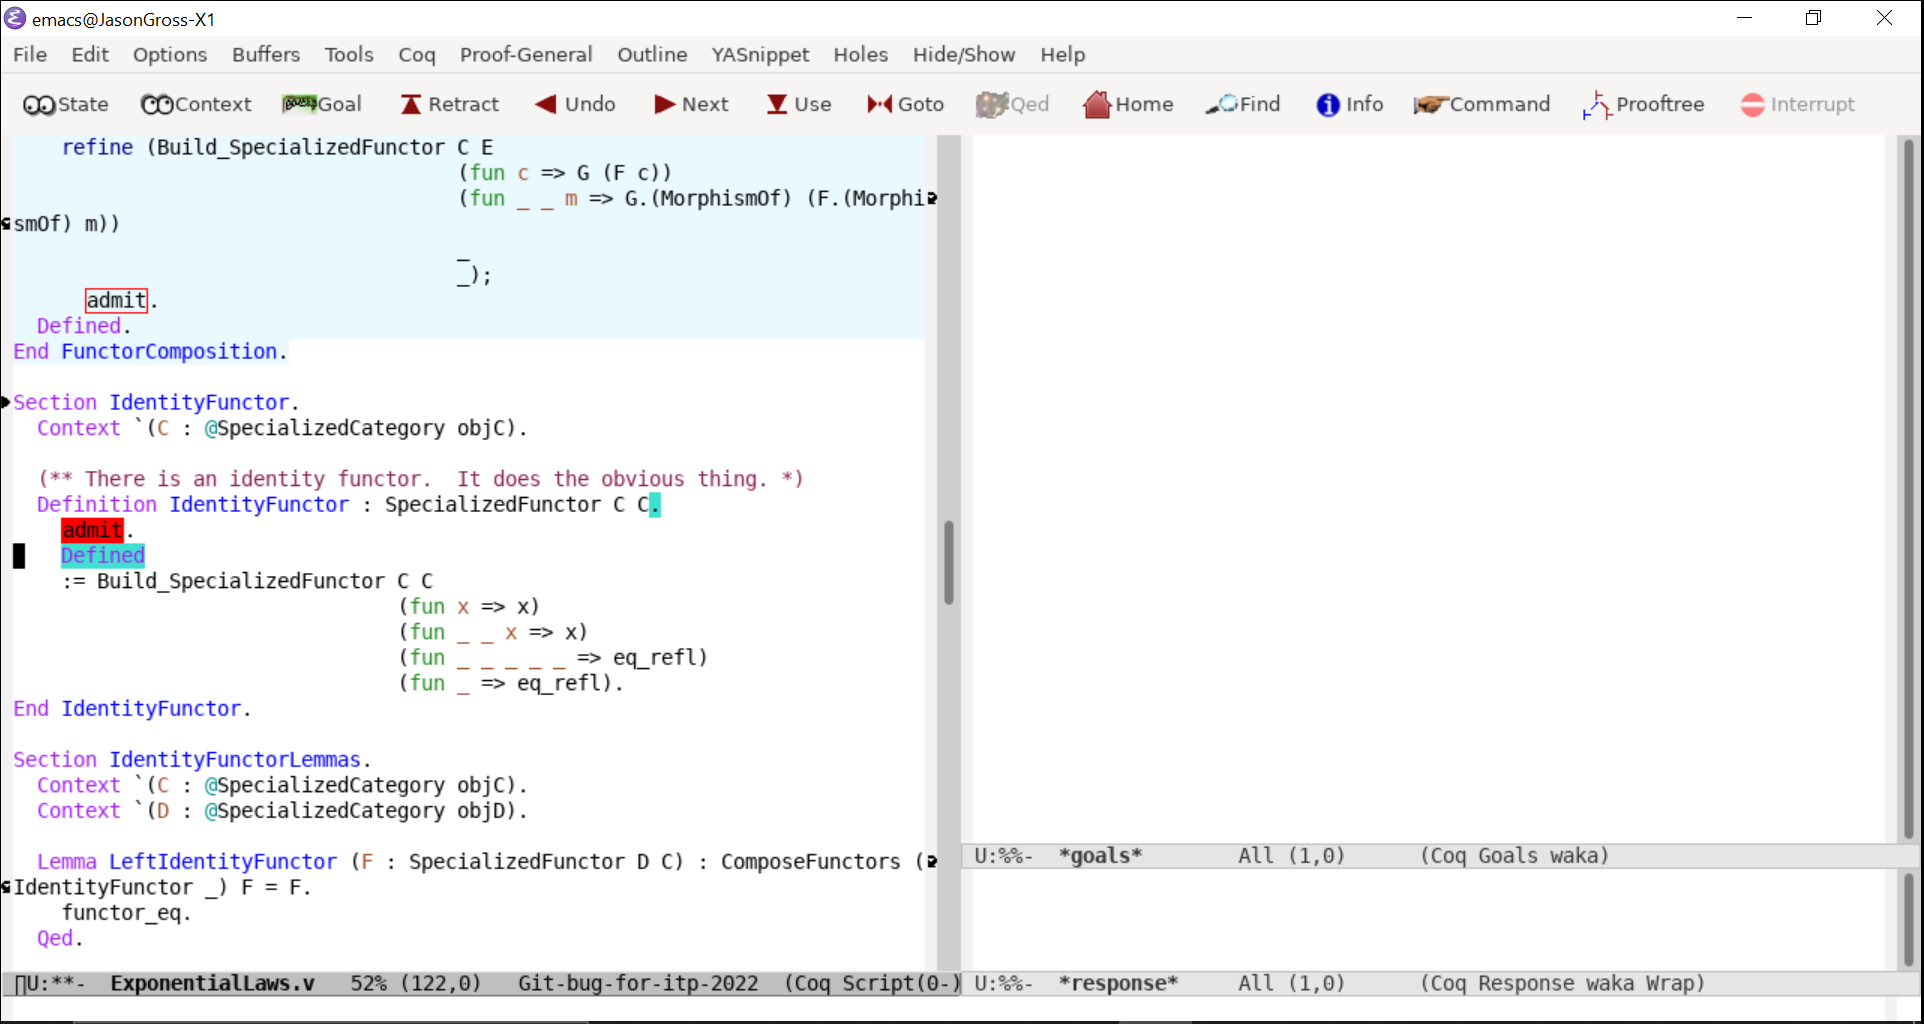 emacs@JasonGross-X1
File Edit Options Buffers Tools Coq Proof-General Outline YASnippet Holes Hide/Show Help
State Context Goal Retract Undo Next Use Goto Qed Home Find Info Command Prooftree Interrupt
    refine (Build_SpecializedFunctor C E
                                     (fun c => G (F c))
                                     (fun _ _ m => G.(MorphismOf) (F.(Morphi
smOf) m))
                                     _
                                     _);
      admit.
  Defined.
End FunctorComposition.
Section IdentityFunctor.
  Context `(C : @SpecializedCategory objC).
  (** There is an identity functor.  It does the obvious thing. *)
  Definition IdentityFunctor : SpecializedFunctor C C.
    admit.
    Defined
    := Build_SpecializedFunctor C C
                                (fun x => x)
                                (fun _ _ x => x)
                                (fun _ _ _ _ _ => eq_refl)
                                (fun _ => eq_refl).
End IdentityFunctor.
Section IdentityFunctorLemmas.
  Context `(C : @SpecializedCategory objC).
  Context `(D : @SpecializedCategory objD).
  Lemma LeftIdentityFunctor (F : SpecializedFunctor D C) : ComposeFunctors (
IdentityFunctor _) F = F.
    functor_eq.
  Qed.
U:**-  ExponentialLaws.v   52% (122,0)   Git-bug-for-itp-2022  (Coq Script(0-)
U:%%-  *goals*        All (1,0)      (Coq Goals waka)
U:%%-  *response*     All (1,0)      (Coq Response waka Wrap)